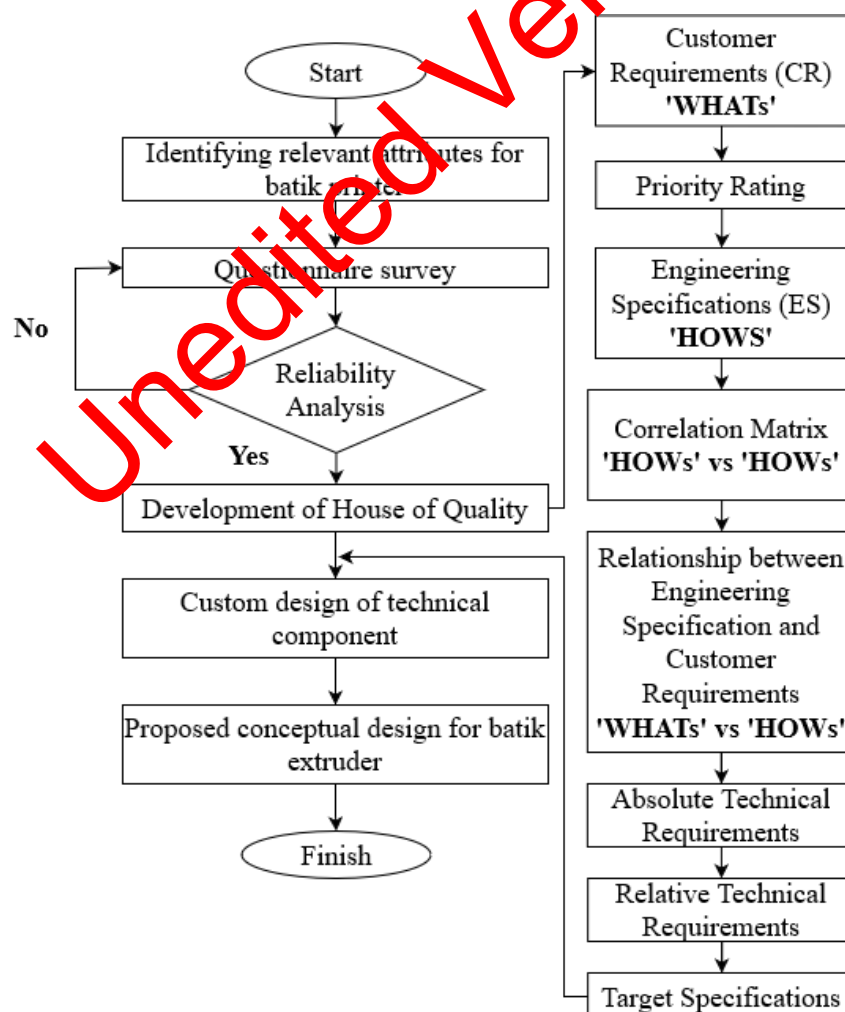 Start
Identifying relevant attributes for
batik printer
Questionnaire survey
No
Reliability
Analysis
Yes
Development of House of Quality
Custom design of technical
component
Proposed conceptual design for batik
extruder
Finish
Customer
Requirements (CR)
'WHATs'
Priority Rating
Engineering
Specifications (ES)
'HOWS'
Correlation Matrix
'HOWs' vs 'HOWs'
Relationship between
Engineering
Specification and
Customer
Requirements
'WHATs' vs 'HOWs'
Absolute Technical
Requirements
Relative Technical
Requirements
Target Specifications
Unedited